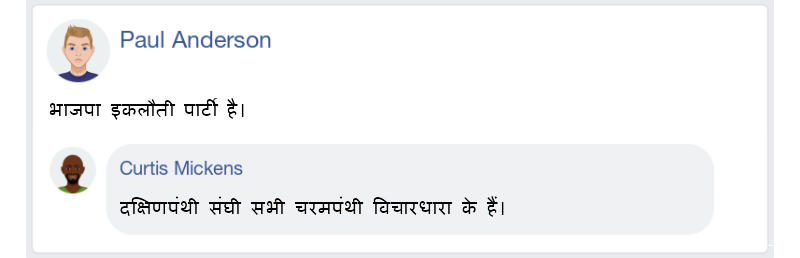 Paul Anderson
भाजपा इकलौती पार्टी है।
Curtis Mickens
दक्षिणपंथी संघी सभी चरमपंथी विचारधारा के हैं।